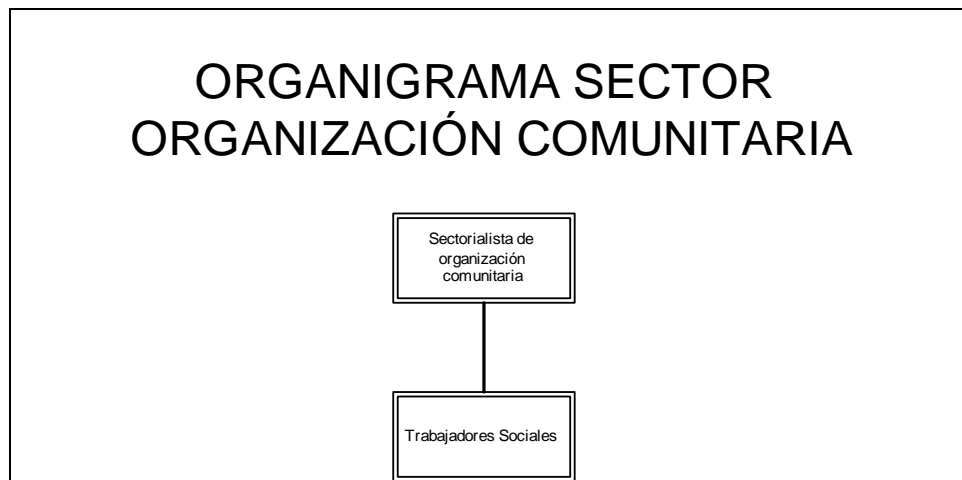 ORGANIGRAMA SECTOR
ORGANIZACIÓN COMUNITARIA
Sectorialista de
organización
comunitaria
Trabajadores Sociales